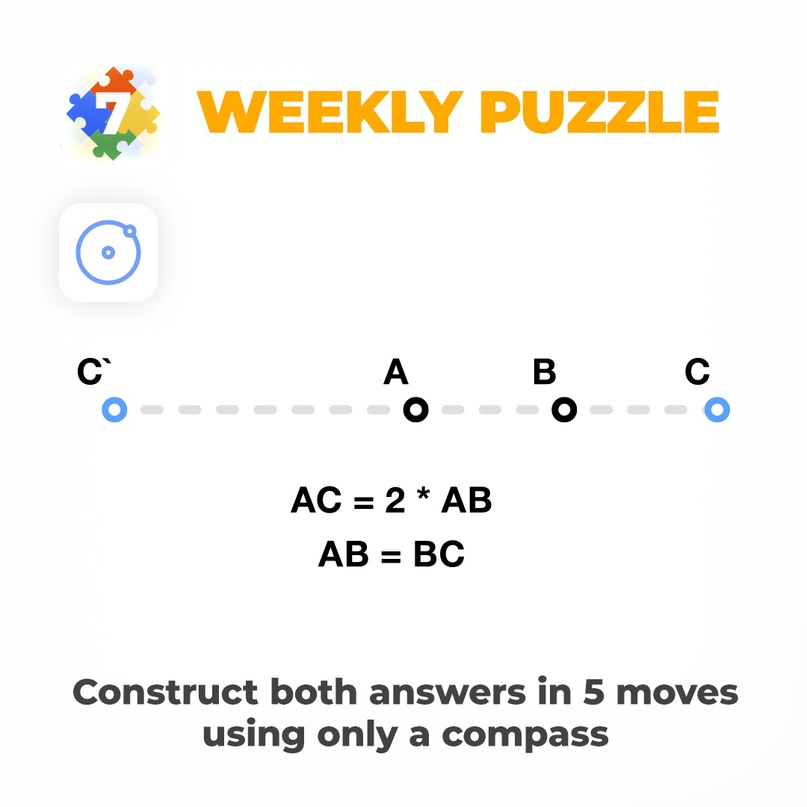 7
WEEKLY PUZZLE
C` A B C
AC = 2 * AB
AB = BC
Construct both answers in 5 moves
using only a compass